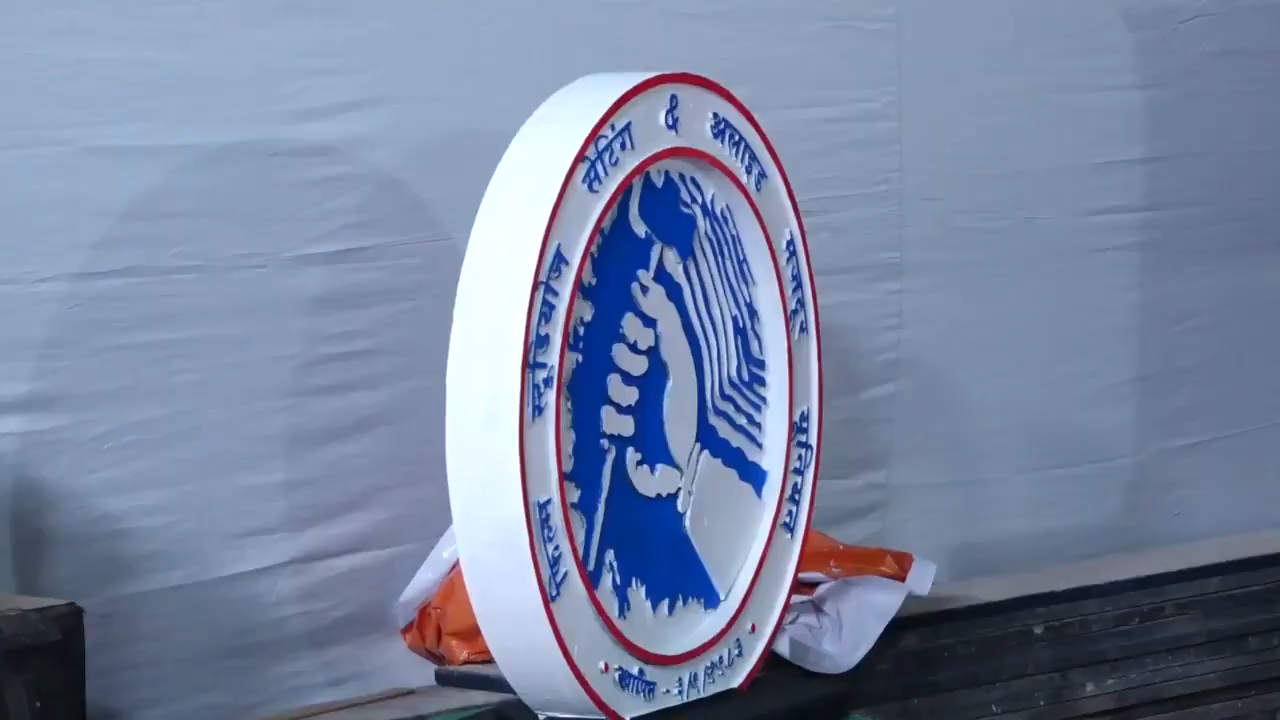 फिल्म स्टूडियोज सेटिंग & अलाइड मजदूर युनियन
स्थापित -